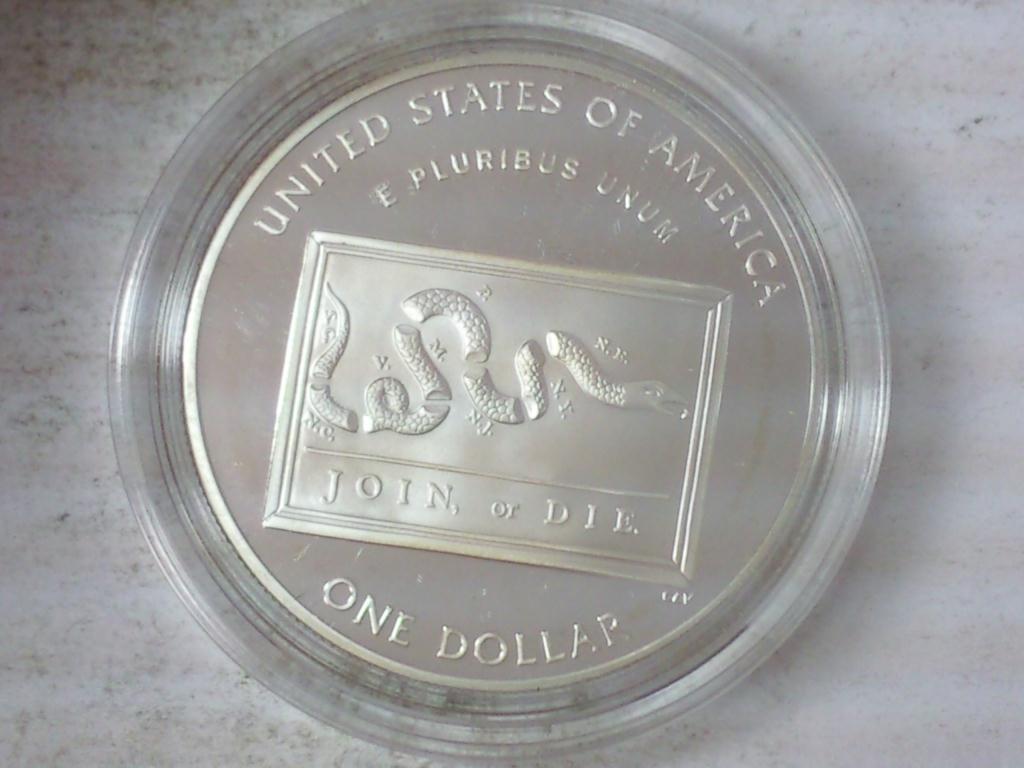 UNITED STATES OF AMERICA
E PLURIBUS UNUM
R.
S.C.
V.
M.
N.C.
JOIN, or DIE.
ONE DOLLAR